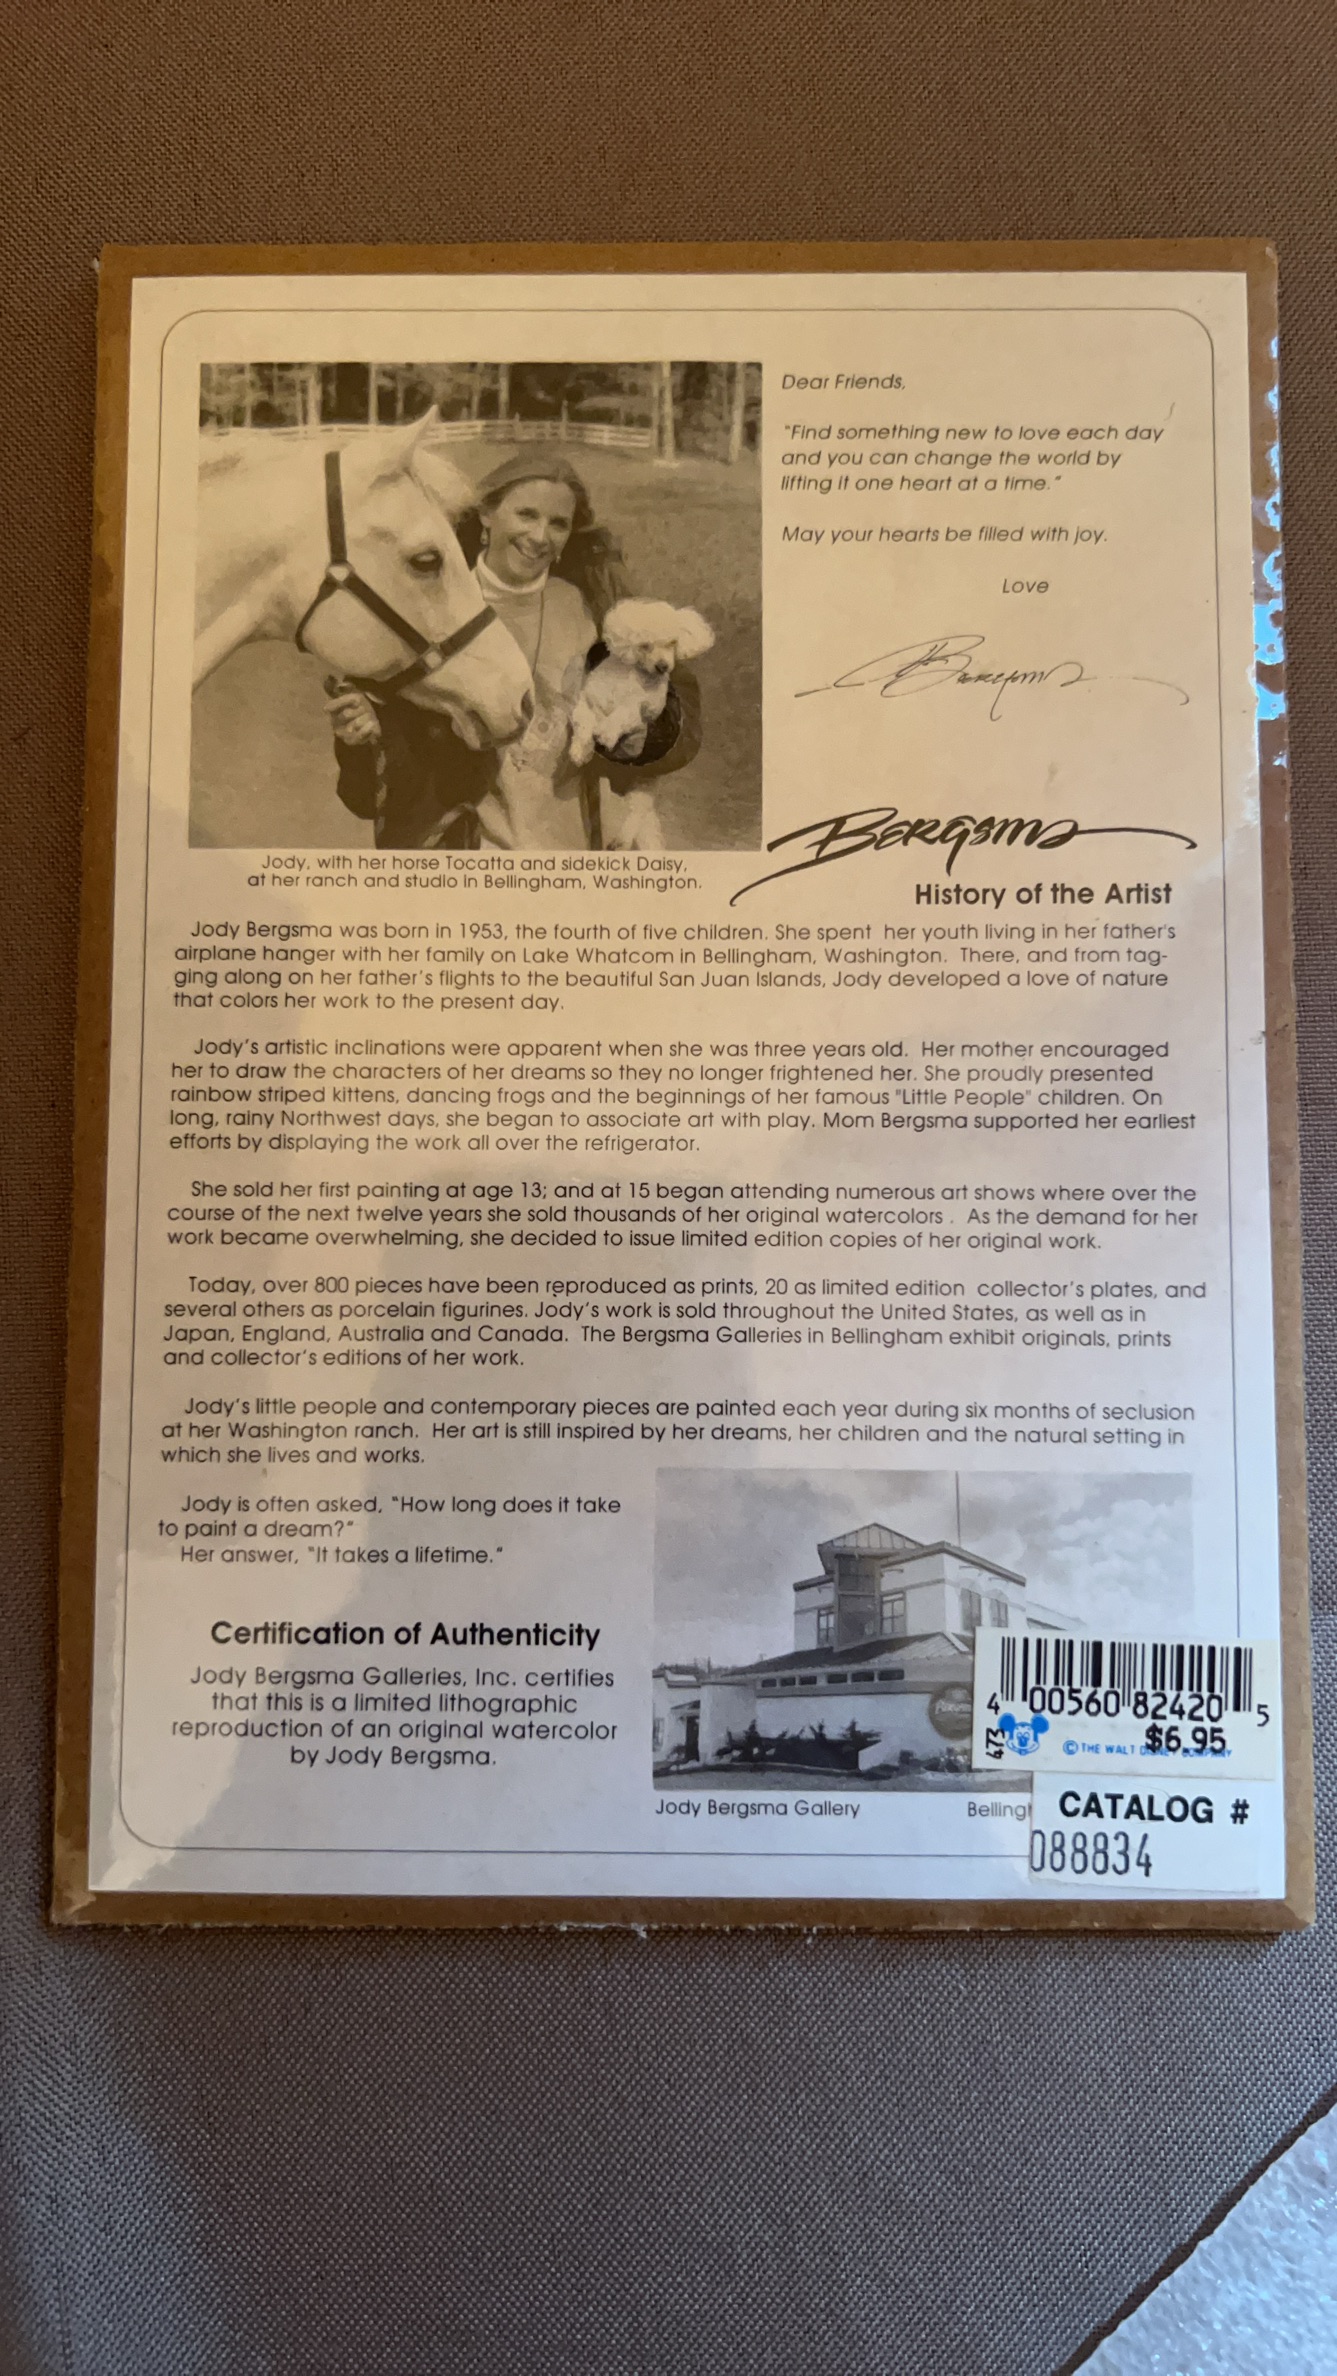 Dear Friends,
"Find something new to love each day
and you can change the world by
lifting it one heart at a time."
May your hearts be filled with joy.
Love
Bergsma
Jody, with her horse Tocatta and sidekick Daisy,
at her ranch and studio in Bellingham, Washington.
Bergsma
History of the Artist
Jody Bergsma was born in 1953, the fourth of five children. She spent her youth living in her father's
airplane hanger with her family on Lake Whatcom in Bellingham, Washington. There, and from tag-
ging along on her father's flights to the beautiful San Juan Islands, Jody developed a love of nature
that colors her work to the present day.
Jody's artistic inclinations were apparent when she was three years old. Her mother encouraged
her to draw the characters of her dreams so they no longer frightened her. She proudly presented
rainbow striped kittens, dancing frogs and the beginnings of her famous "Little People" children. On
long, rainy Northwest days, she began to associate art with play. Mom Bergsma supported her earliest
efforts by displaying the work all over the refrigerator.
She sold her first painting at age 13; and at 15 began attending numerous art shows where over the
course of the next twelve years she sold thousands of her original watercolors . As the demand for her
work became overwhelming, she decided to issue limited edition copies of her original work.
Today, over 800 pieces have been reproduced as prints, 20 as limited edition collector's plates, and
several others as porcelain figurines. Jody's work is sold throughout the United States, as well as in
Japan, England, Australia and Canada. The Bergsma Galleries in Bellingham exhibit originals, prints
and collector's editions of her work.
Jody's little people and contemporary pieces are painted each year during six months of seclusion
at her Washington ranch. Her art is still inspired by her dreams, her children and the natural setting in
which she lives and works.
Jody is often asked, "How long does it take
to paint a dream?"
Her answer, "It takes a lifetime."
Certification of Authenticity
Jody Bergsma Galleries, Inc. certifies
that this is a limited lithographic
reproduction of an original watercolor
by Jody Bergsma.
4 00560 82420 5
473
© THE WALT
$6.95
Jody Bergsma Gallery
Belling
CATALOG #
088834